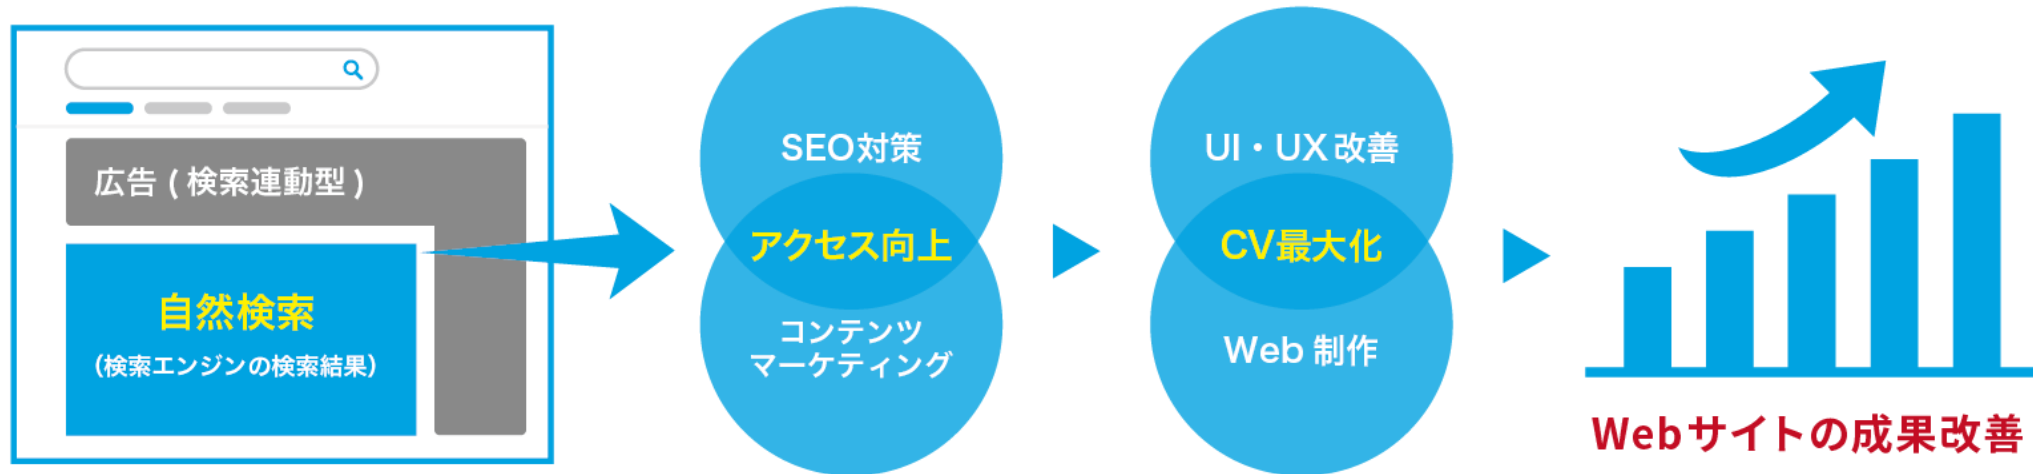 広告 ( 検索連動型 )
自然検索
(検索エンジンの検索結果)
SEO対策
アクセス向上
コンテンツ
マーケティング
UI・UX 改善
CV最大化
Web 制作
Webサイトの成果改善